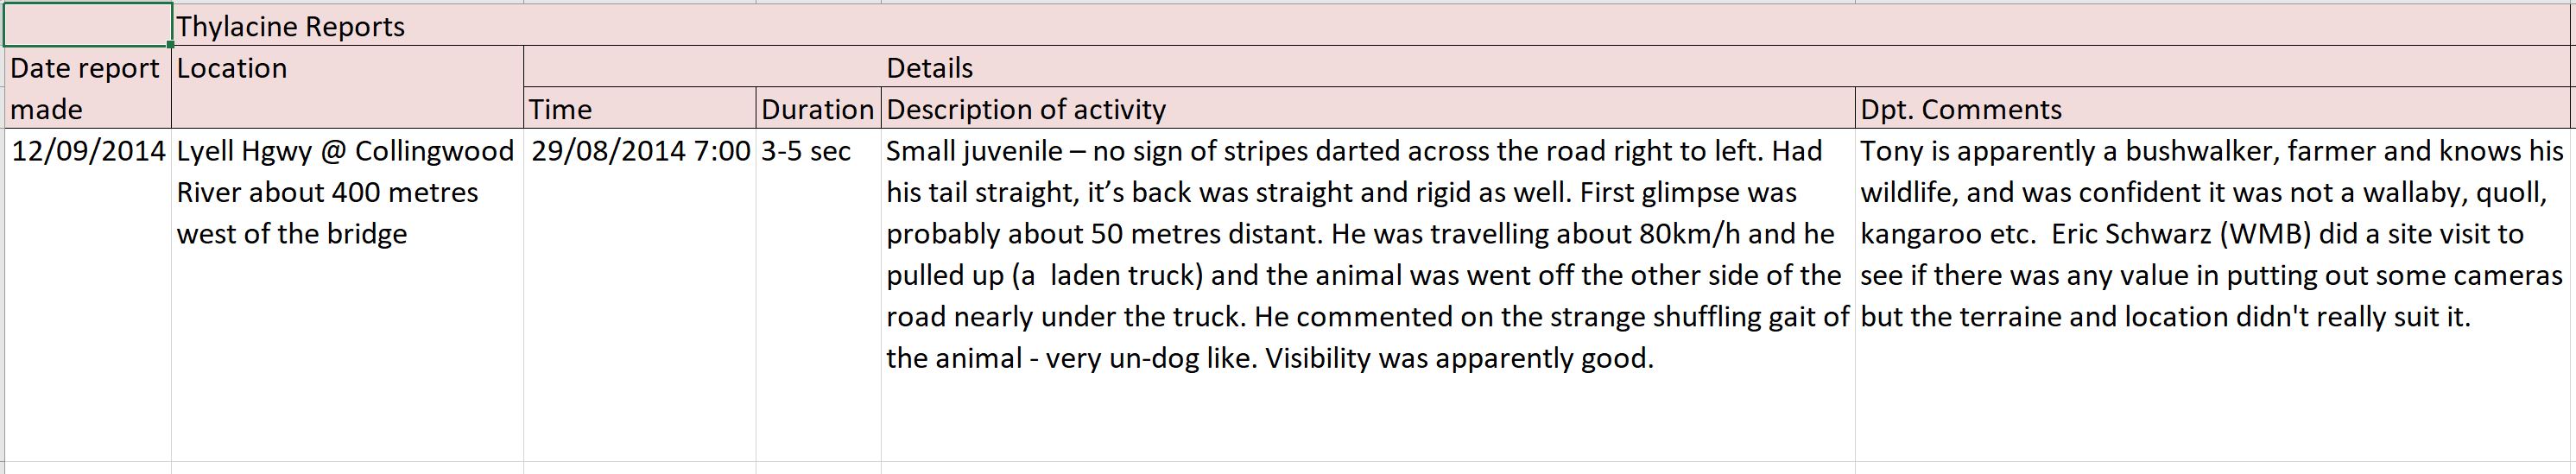 Thylacine Reports
Date report
made
Location
Details
Time
Duration
Description of activity
Dpt. Comments
12/09/2014
Lyell Hgwy @ Collingwood
River about 400 metres
west of the bridge
29/08/2014 7:00
3-5 sec
Small juvenile – no sign of stripes darted across the road right to left. Had
his tail straight, it’s back was straight and rigid as well. First glimpse was
probably about 50 metres distant. He was travelling about 80km/h and he
pulled up (a  laden truck) and the animal was went off the other side of the
road nearly under the truck. He commented on the strange shuffling gait of
the animal - very un-dog like. Visibility was apparently good.
Tony is apparently a bushwalker, farmer and knows his
wildlife, and was confident it was not a wallaby, quoll,
kangaroo etc.  Eric Schwarz (WMB) did a site visit to
see if there was any value in putting out some cameras
but the terraine and location didn't really suit it.